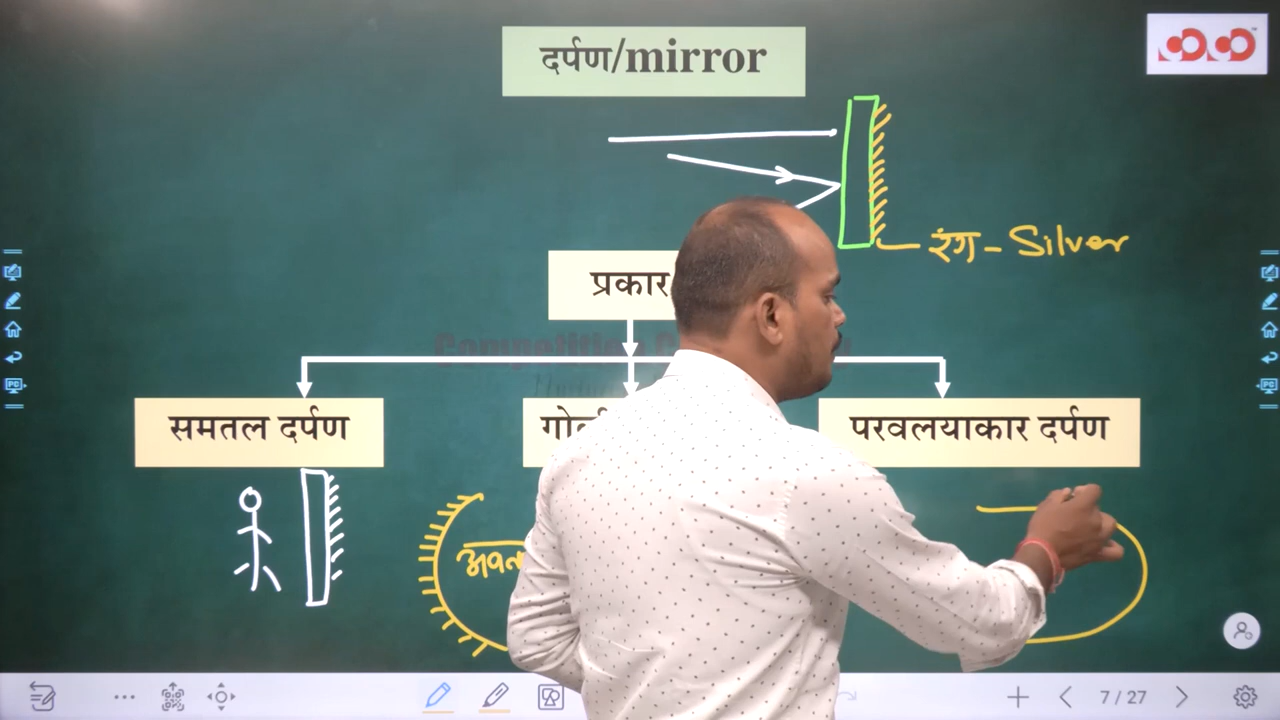 दर्पण/mirror
रंग - Silver
प्रकार
समतल दर्पण
परवलयाकार दर्पण
7 / 27